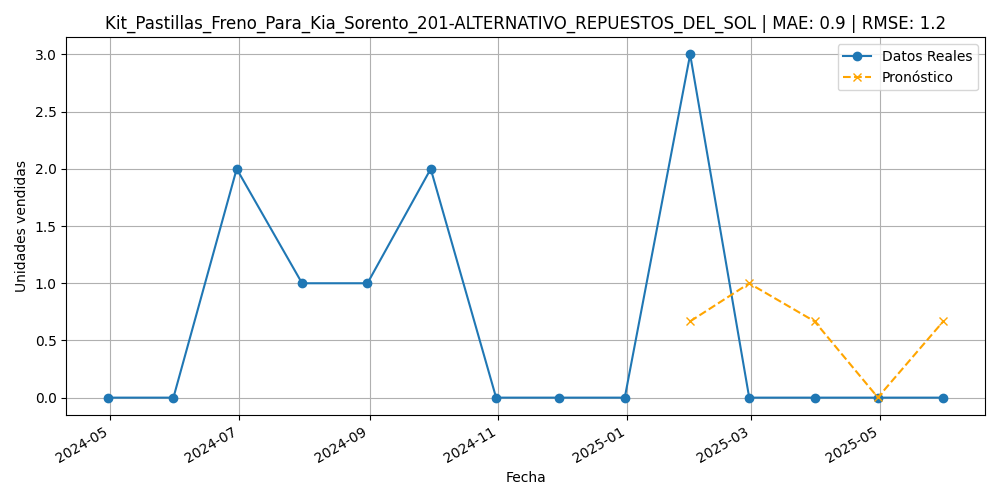 Kit_Pastillas_Freno_Para_Kia_Sorento_201-ALTERNATIVO_REPUESTOS_DEL_SOL | MAE: 0.9 | RMSE: 1.2
Datos Reales
Pronóstico
Unidades vendidas
3.0
2.5
2.0
1.5
1.0
0.5
0.0
2024-05
2024-07
2024-09
2024-11
2025-01
2025-03
2025-05
Fecha